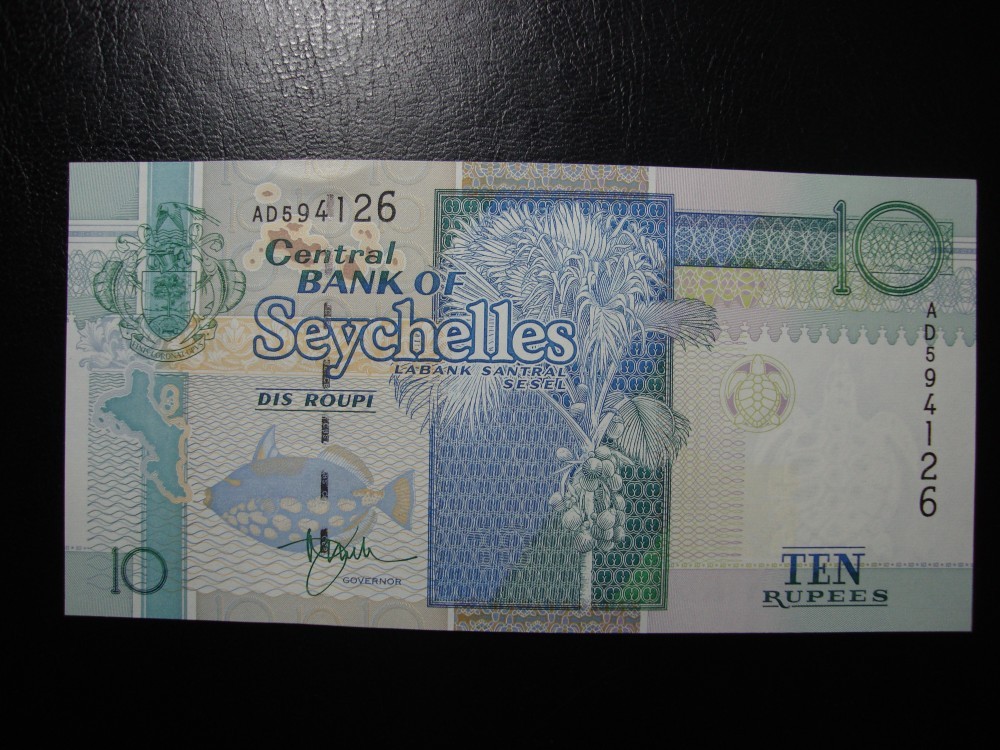 AD594126
Central
BANK OF
Seychelles
LABANK SANTRAL
SESEL
DIS ROUPI
10
AD594126
GOVERNOR
10
TEN
RUPEES